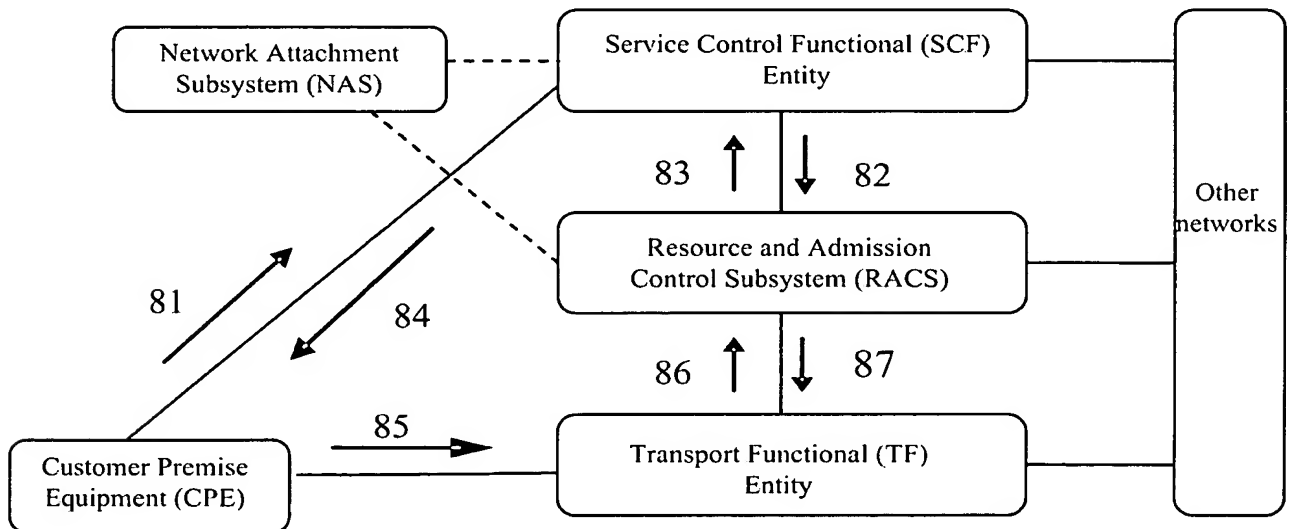 Network Attachment
Subsystem (NAS)
Service Control Functional (SCF)
Entity
83
82
Other
networks
Resource and Admission
Control Subsystem (RACS)
81
84
86
87
85
Customer Premise
Equipment (CPE)
Transport Functional (TF)
Entity